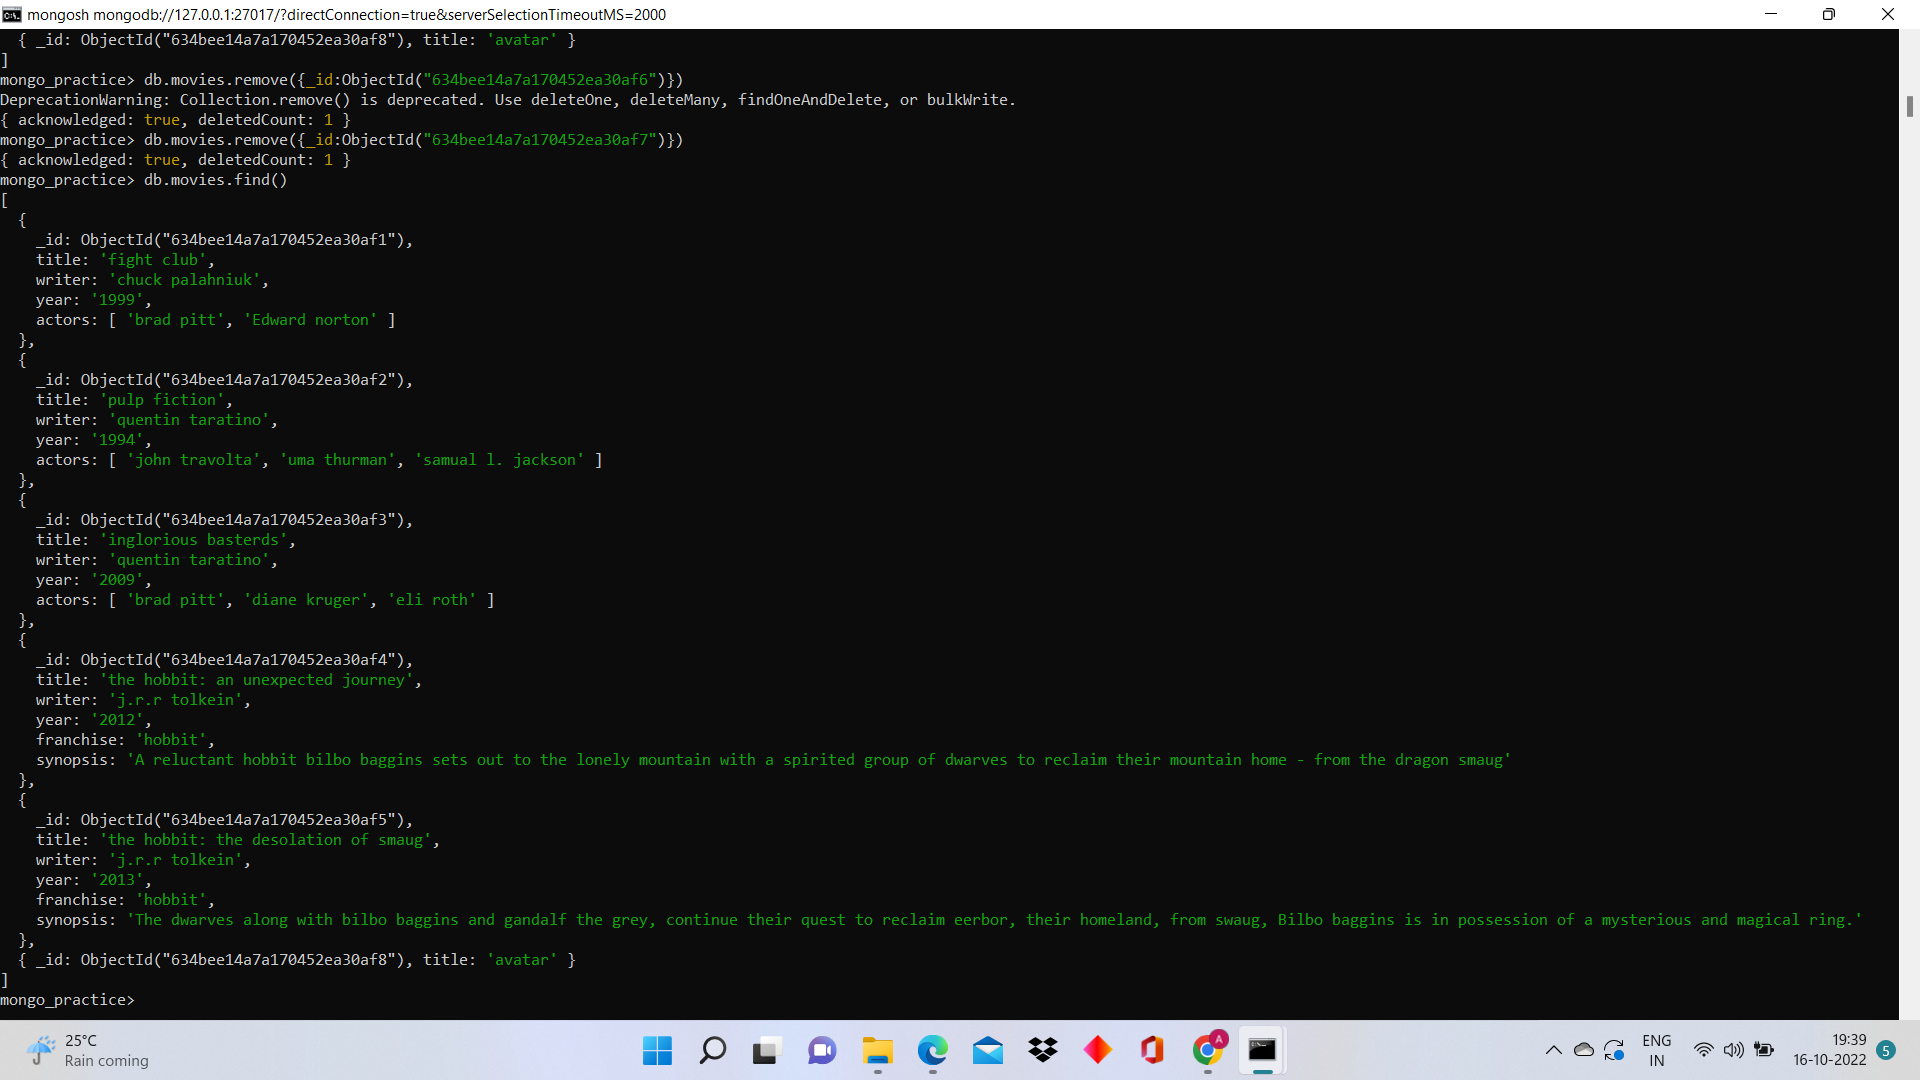 mongosh mongodb://127.0.0.1:27017/?directConnection=true&serverSelectionTimeoutMS=2000
  { _id: ObjectId("634bee14a7a170452ea30af8"), title: 'avatar' }
]
mongo_practice> db.movies.remove({_id:ObjectId("634bee14a7a170452ea30af6")})
DeprecationWarning: Collection.remove() is deprecated. Use deleteOne, deleteMany, findOneAndDelete, or bulkWrite.
{ acknowledged: true, deletedCount: 1 }
mongo_practice> db.movies.remove({_id:ObjectId("634bee14a7a170452ea30af7")})
{ acknowledged: true, deletedCount: 1 }
mongo_practice> db.movies.find()
[
  {
    _id: ObjectId("634bee14a7a170452ea30af1"),
    title: 'fight club',
    writer: 'chuck palahniuk',
    year: '1999',
    actors: [ 'brad pitt', 'Edward norton' ]
  },
  {
    _id: ObjectId("634bee14a7a170452ea30af2"),
    title: 'pulp fiction',
    writer: 'quentin taratino',
    year: '1994',
    actors: [ 'john travolta', 'uma thurman', 'samual l. jackson' ]
  },
  {
    _id: ObjectId("634bee14a7a170452ea30af3"),
    title: 'inglorious basterds',
    writer: 'quentin taratino',
    year: '2009',
    actors: [ 'brad pitt', 'diane kruger', 'eli roth' ]
  },
  {
    _id: ObjectId("634bee14a7a170452ea30af4"),
    title: 'the hobbit: an unexpected journey',
    writer: 'j.r.r tolkein',
    year: '2012',
    franchise: 'hobbit',
    synopsis: 'A reluctant hobbit bilbo baggins sets out to the lonely mountain with a spirited group of dwarves to reclaim their mountain home - from the dragon smaug'
  },
  {
    _id: ObjectId("634bee14a7a170452ea30af5"),
    title: 'the hobbit: the desolation of smaug',
    writer: 'j.r.r tolkein',
    year: '2013',
    franchise: 'hobbit',
    synopsis: 'The dwarves along with bilbo baggins and gandalf the grey, continue their quest to reclaim eerbor, their homeland, from swaug, Bilbo baggins is in possession of a mysterious and magical ring.'
  },
  { _id: ObjectId("634bee14a7a170452ea30af8"), title: 'avatar' }
]
mongo_practice>
25°C
Rain coming
A
ENG
IN
19:39
16-10-2022
5